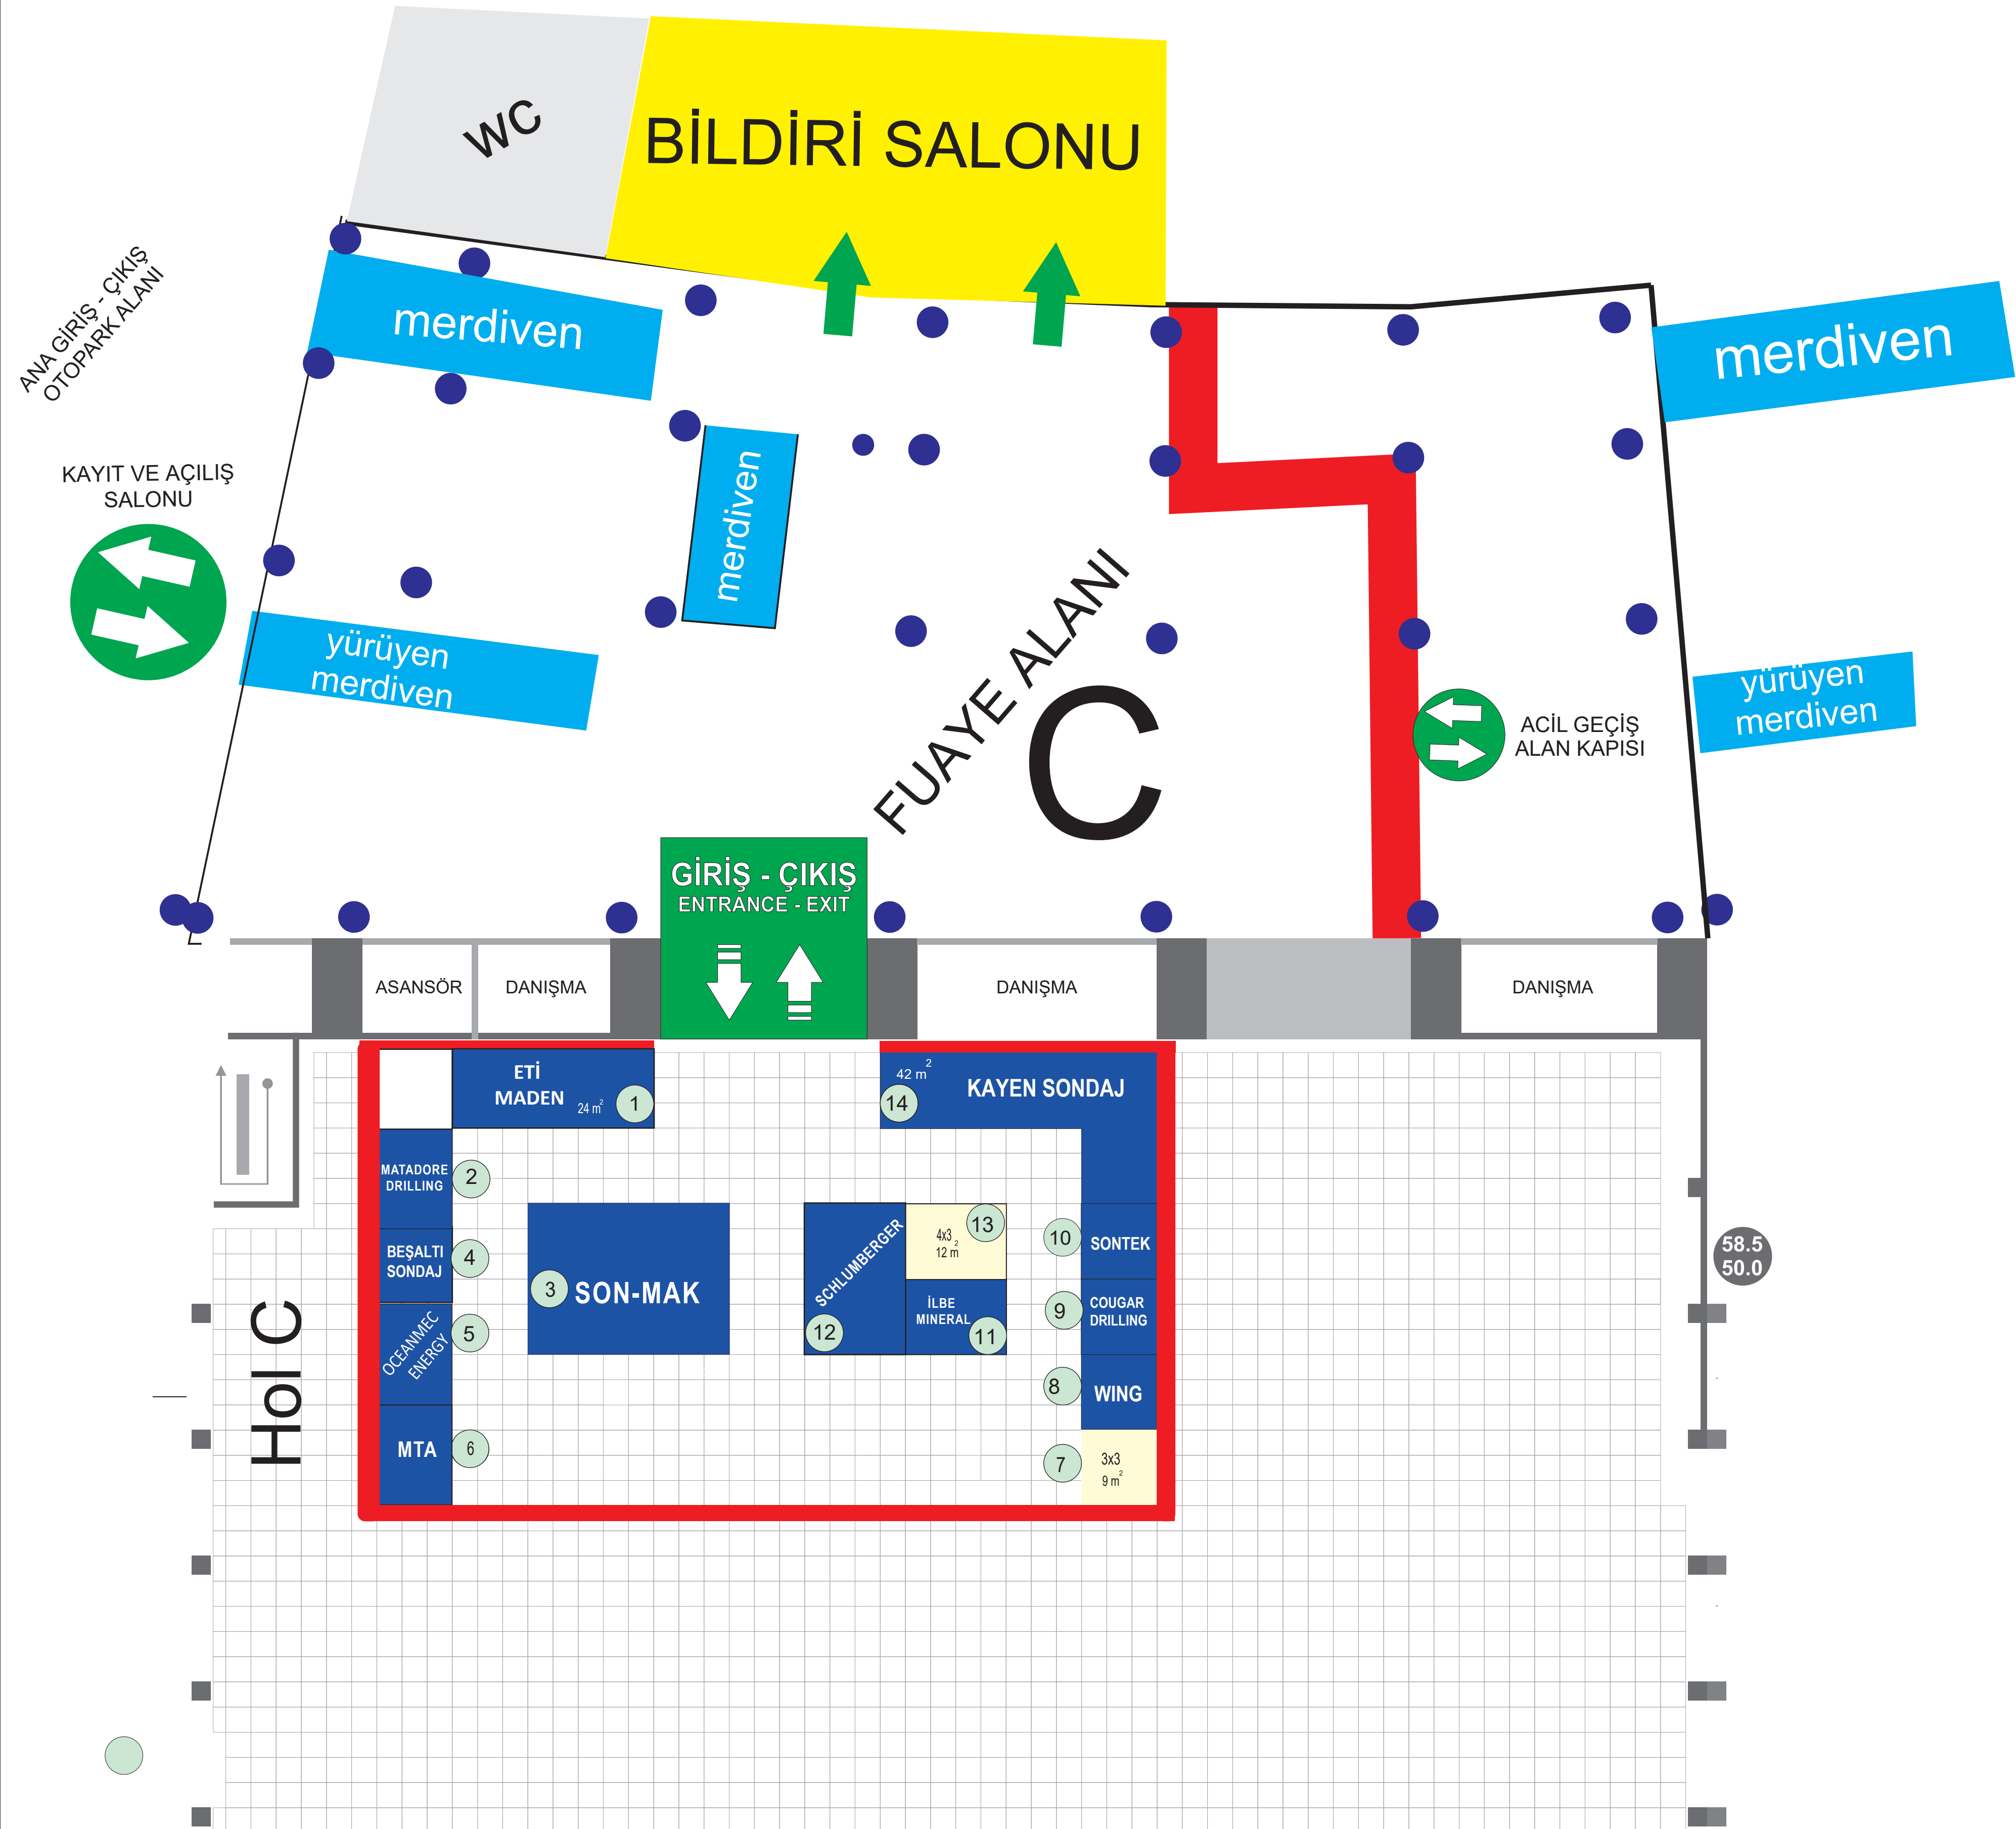 WC
BİLDİRİ SALONU
ANA GİRİŞ - ÇIKIŞ
OTOPARK ALANI
merdiven
merdiven
KAYIT VE AÇILIŞ
SALONU
merdiven
yürüyen
merdiven
FUAYE ALANI
C
yürüyen
merdiven
ACİL GEÇİŞ
ALAN KAPISI
GİRİŞ - ÇIKIŞ
ENTRANCE - EXIT
ASANSÖR
DANIŞMA
DANIŞMA
DANIŞMA
ETİ
MADEN
24 m²
1
42 m²
14
KAYEN SONDAJ
MATADORE
DRILLING
2
BEŞALTI
SONDAJ
4
3
SON-MAK
SCHLUMBERGER
12
4x3
12 m²
13
İLBE
MINERAL
11
10
SONTEK
58.5
50.0
OCEANMEC
ENERGY
5
9
COUGAR
DRILLING
Hol C
8
WING
MTA
6
7
3x3
9 m²